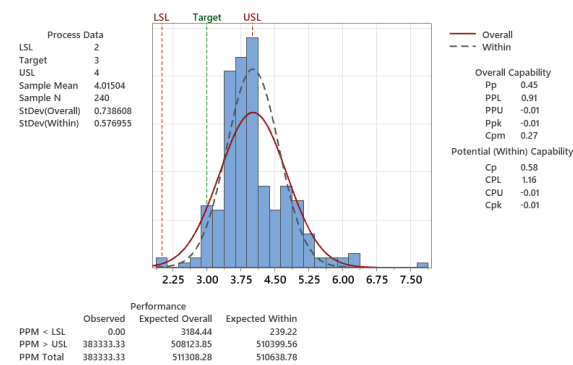 LSL Target USL
Process Data
LSL 2
Target 3
USL 4
Sample Mean 4.01504
Sample N 240
StDev(Overall) 0.738608
StDev(Within) 0.576955
Overall
Within
Overall Capability
Pp 0.45
PPL 0.91
PPU -0.01
Ppk -0.01
Cpm 0.27
Potential (Within) Capability
Cp 0.58
CPL 1.16
CPU -0.01
Cpk -0.01
2.25 3.00 3.75 4.50 5.25 6.00 6.75 7.50
Performance
Observed Expected Overall Expected Within
PPM < LSL 0.00 3184.44 239.22
PPM > USL 383333.33 508123.85 510399.56
PPM Total 383333.33 511308.28 510638.78